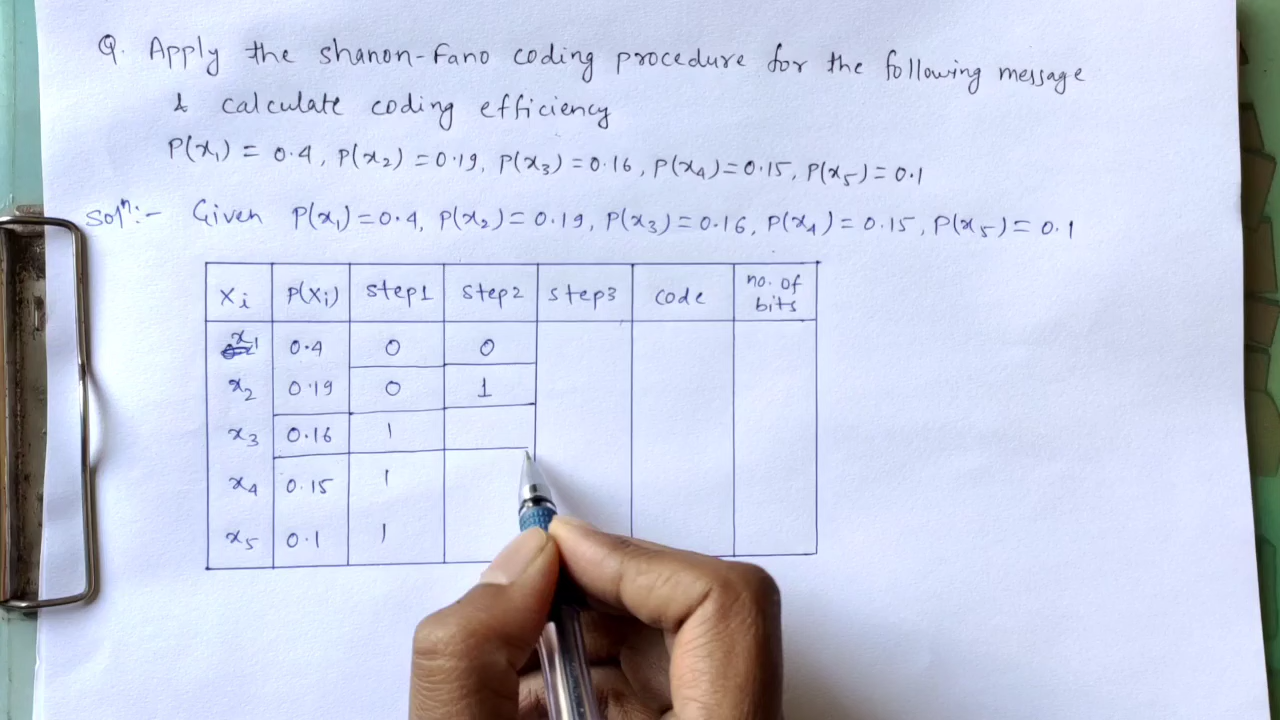 Q. Apply the shanon-Fano coding procedure for the following message
& calculate coding efficiency
P(x₁) = 0.4, P(x₂) = 0.19, P(x₃) = 0.16, P(x₄) = 0.15, P(x₅) = 0.1
Solⁿ:- Given P(x₁) = 0.4, P(x₂) = 0.19, P(x₃) = 0.16, P(x₄) = 0.15, P(x₅) = 0.1
Xi P(Xi) step1 step2 step3 code no. of bits
x₁ 0.4 0 0
x₂ 0.19 0 1
x₃ 0.16 1
x₄ 0.15 1
x₅ 0.1 1